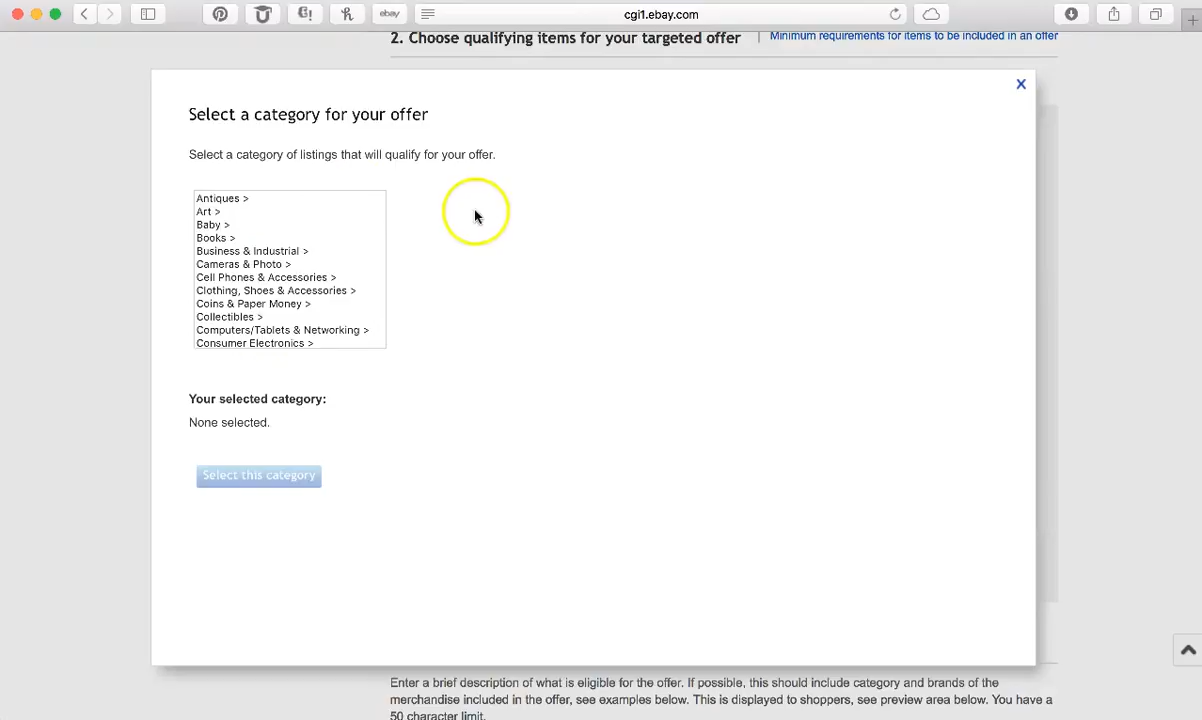 ebay
cgi1.ebay.com
2. Choose qualifying items for your targeted offer | Minimum requirements for items to be included in an offer
X
Select a category for your offer
Select a category of listings that will qualify for your offer.
Antiques >
Art >
Baby >
Books >
Business & Industrial >
Cameras & Photo >
Cell Phones & Accessories >
Clothing, Shoes & Accessories >
Coins & Paper Money >
Collectibles >
Computers/Tablets & Networking >
Consumer Electronics >
Your selected category:
None selected.
Select this category
Enter a brief description of what is eligible for the offer. If possible, this should include category and brands of the
merchandise included in the offer, see examples below. This is displayed to shoppers, see preview area below. You have a
50 character limit.